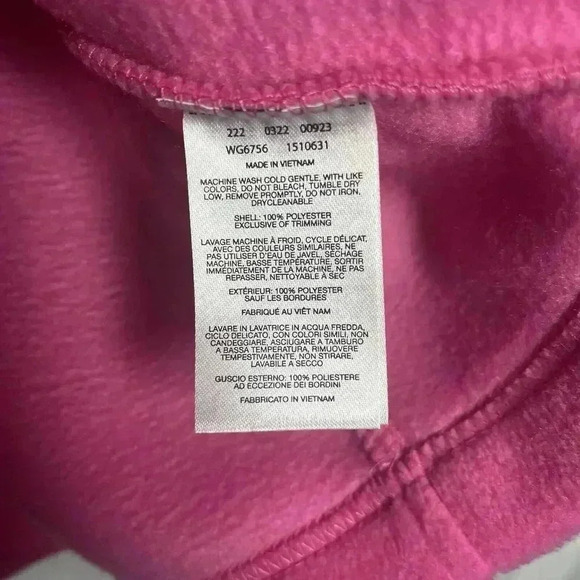 222 0322 00923
WG6756 1510631
MADE IN VIETNAM
MACHINE WASH COLD GENTLE, WITH LIKE
COLORS, DO NOT BLEACH, TUMBLE DRY
LOW, REMOVE PROMPTLY, DO NOT IRON,
DRYCLEANABLE
SHELL: 100% POLYESTER
EXCLUSIVE OF TRIMMING
LAVAGE MACHINE À FROID, CYCLE DÉLICAT,
AVEC DES COULEURS SIMILAIRES, NE
PAS UTILISER D'EAU DE JAVEL, SÉCHAGE
MACHINE, BASSE TEMPÉRATURE, SORTIR
IMMÉDIATEMENT DE LA MACHINE, NE PAS
REPASSER, NETTOYABLE À SEC
EXTÉRIEUR: 100% POLYESTER
SAUF LES BORDURES
FABRIQUÉ AU VIÊT NAM
LAVARE IN LAVATRICE IN ACQUA FREDDA,
CICLO DELICATO, CON COLORI SIMILI, NON
CANDEGGIARE, ASCIUGARE A TAMBURO
A BASSA TEMPERATURA, RIMUOVERE
TEMPESTIVAMENTE, NON STIRARE,
LAVABILE A SECCO
GUSCIO ESTERNO: 100% POLIESTERE
AD ECCEZIONE DEI BORDINI
FABBRICATO IN VIETNAM